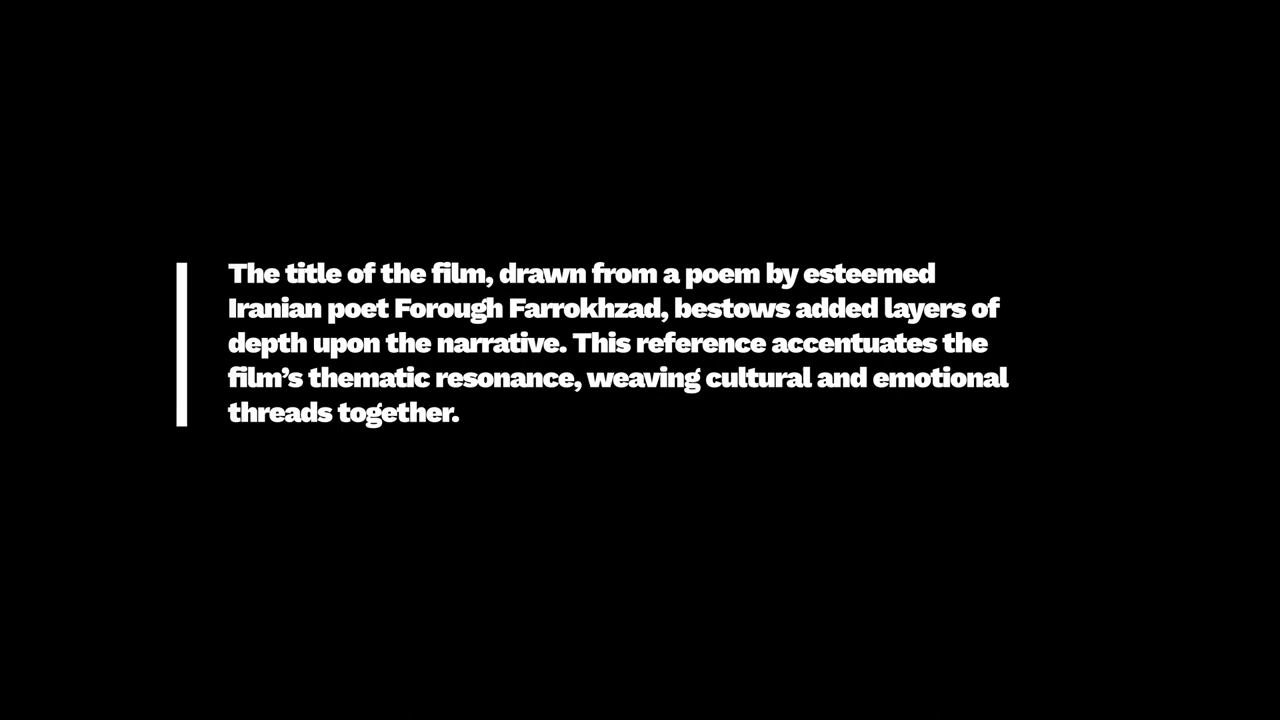 The title of the film, drawn from a poem by esteemed
Iranian poet Forough Farrokhzad, bestows added layers of
depth upon the narrative. This reference accentuates the
film’s thematic resonance, weaving cultural and emotional
threads together.